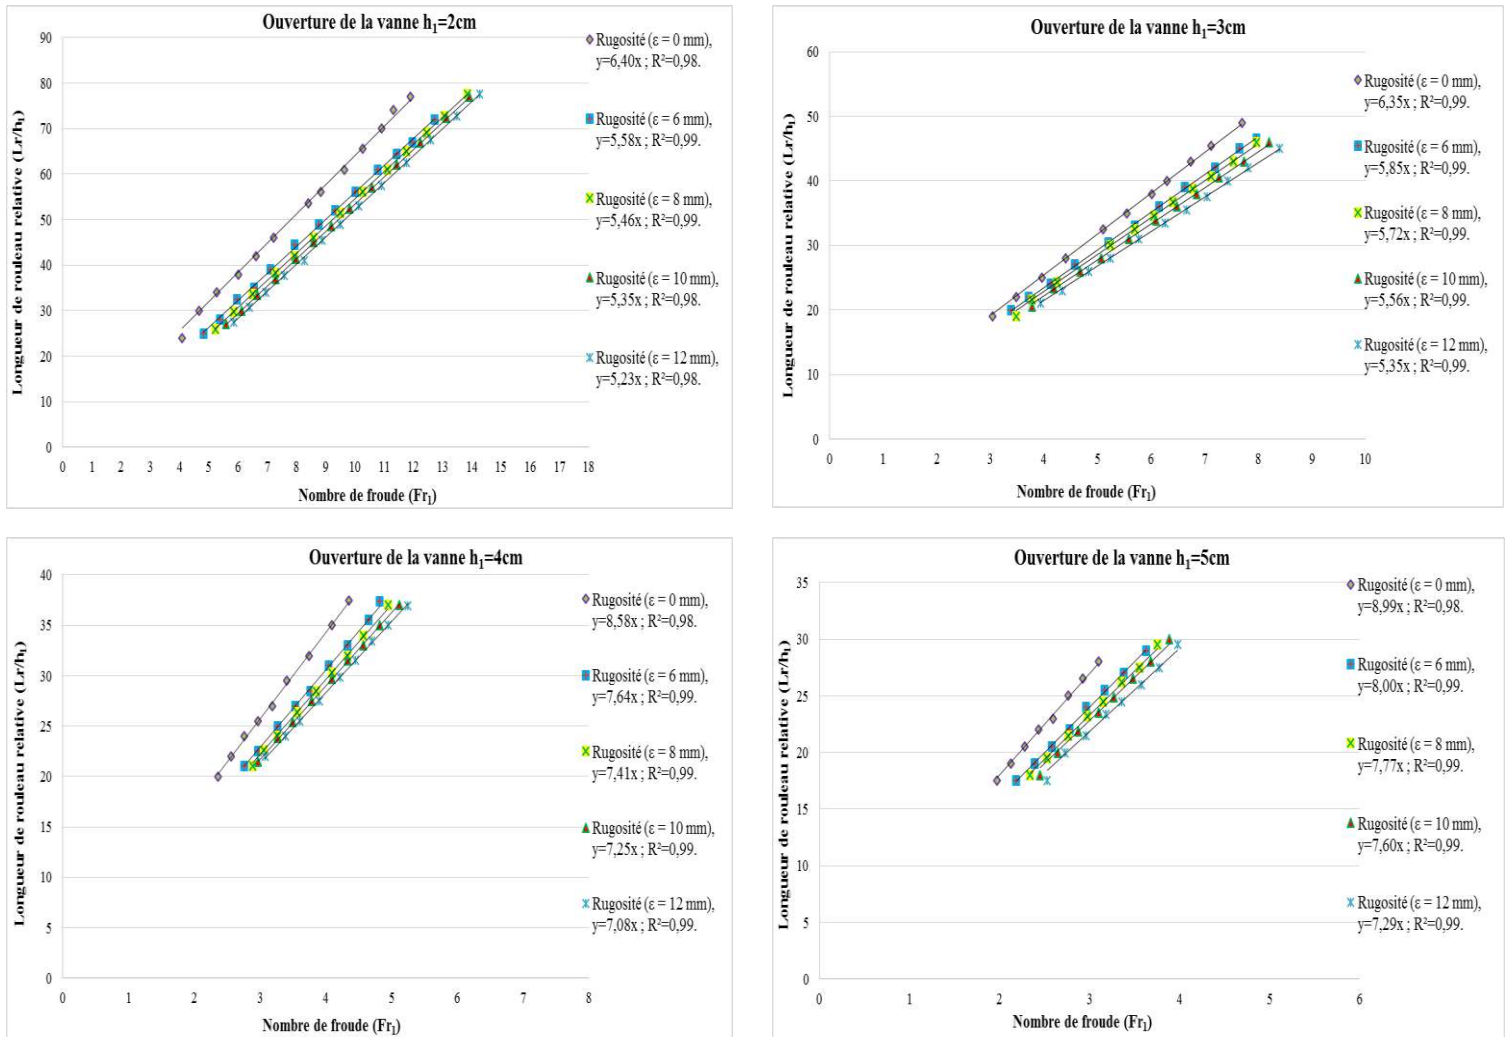 Ouverture de la vanne h₁=2cm
Longueur de rouleau relative (Lr/h₁)
90
80
70
60
50
40
30
20
10
0
0 1 2 3 4 5 6 7 8 9 10 11 12 13 14 15 16 17 18
Nombre de froude (Fr₁)
Rugosité (ε = 0 mm),
y=6,40x ; R²=0,98.
Rugosité (ε = 6 mm),
y=5,58x ; R²=0,99.
Rugosité (ε = 8 mm),
y=5,46x ; R²=0,99.
Rugosité (ε = 10 mm),
y=5,35x ; R²=0,98.
Rugosité (ε = 12 mm),
y=5,23x ; R²=0,98.
Ouverture de la vanne h₁=3cm
Longueur de rouleau relative (Lr/h₁)
60
50
40
30
20
10
0
0 1 2 3 4 5 6 7 8 9 10
Nombre de froude (Fr₁)
Rugosité (ε = 0 mm),
y=6,35x ; R²=0,99.
Rugosité (ε = 6 mm),
y=5,85x ; R²=0,99.
Rugosité (ε = 8 mm),
y=5,72x ; R²=0,99.
Rugosité (ε = 10 mm),
y=5,56x ; R²=0,99.
Rugosité (ε = 12 mm),
y=5,35x ; R²=0,99.
Ouverture de la vanne h₁=4cm
Longueur de rouleau relative (Lr/h₁)
40
35
30
25
20
15
10
5
0
0 1 2 3 4 5 6 7 8
Nombre de froude (Fr₁)
Rugosité (ε = 0 mm),
y=8,58x ; R²=0,98.
Rugosité (ε = 6 mm),
y=7,64x ; R²=0,99.
Rugosité (ε = 8 mm),
y=7,41x ; R²=0,99.
Rugosité (ε = 10 mm),
y=7,25x ; R²=0,99.
Rugosité (ε = 12 mm),
y=7,08x ; R²=0,99.
Ouverture de la vanne h₁=5cm
Longueur de rouleau relative (Lr/h₁)
35
30
25
20
15
10
5
0
0 1 2 3 4 5 6
Nombre de froude (Fr₁)
Rugosité (ε = 0 mm),
y=8,99x ; R²=0,98.
Rugosité (ε = 6 mm),
y=8,00x ; R²=0,99.
Rugosité (ε = 8 mm),
y=7,77x ; R²=0,99.
Rugosité (ε = 10 mm),
y=7,60x ; R²=0,99.
Rugosité (ε = 12 mm),
y=7,29x ; R²=0,99.